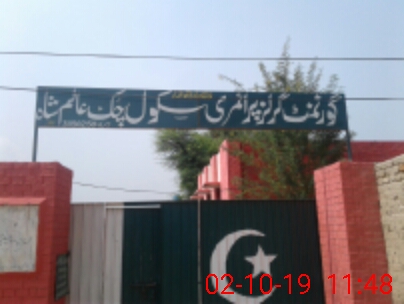 گورنمنٹ گرلز پرائمری سکول چک عالم شاہ
02-10-19 11:48